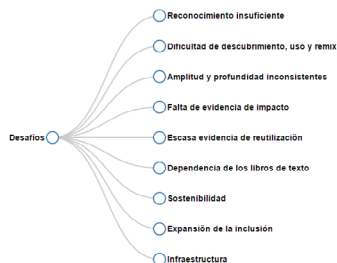 Reconocimiento insuficiente
Dificultad de descubrimiento, uso y remix
Amplitud y profundidad inconsistentes
Falta de evidencia de impacto
Desafíos
Escasa evidencia de reutilización
Dependencia de los libros de texto
Sostenibilidad
Expansión de la inclusión
Infraestructura